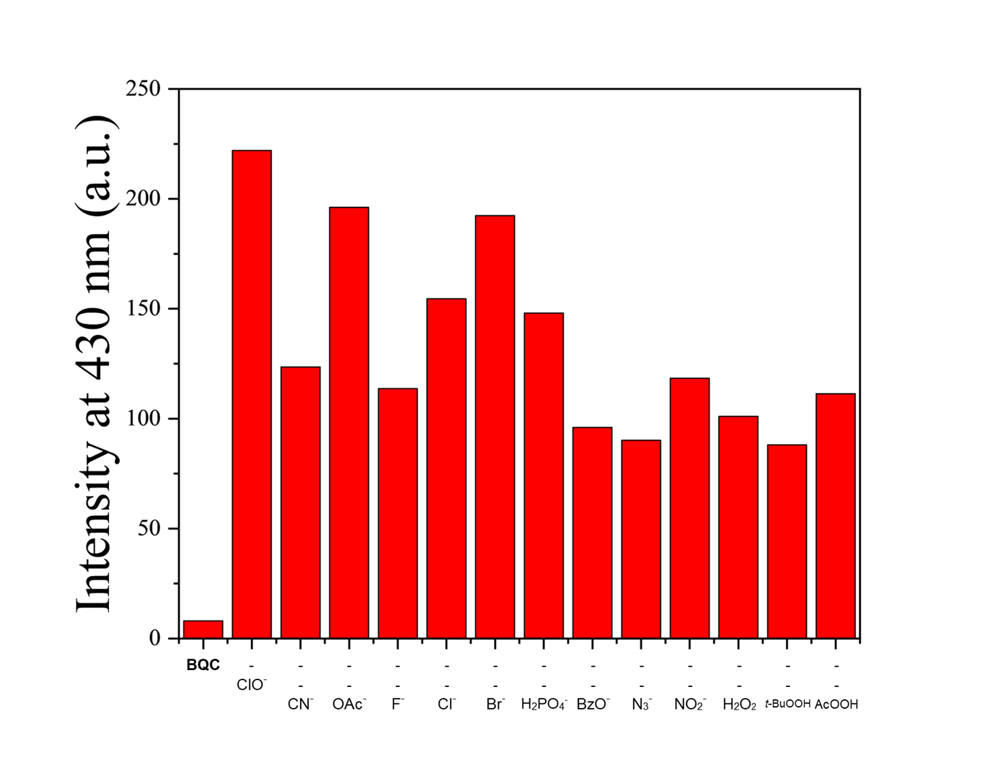 Intensity at 430 nm (a.u.)
250
200
150
100
50
0
BQC - - - - - - - - - - - - -
ClO⁻ - - - - - - - - - - - -
CN⁻ OAc⁻ F⁻ Cl⁻ Br⁻ H₂PO₄⁻ BzO⁻ N₃⁻ NO₂⁻ H₂O₂ t-BuOOH AcOOH